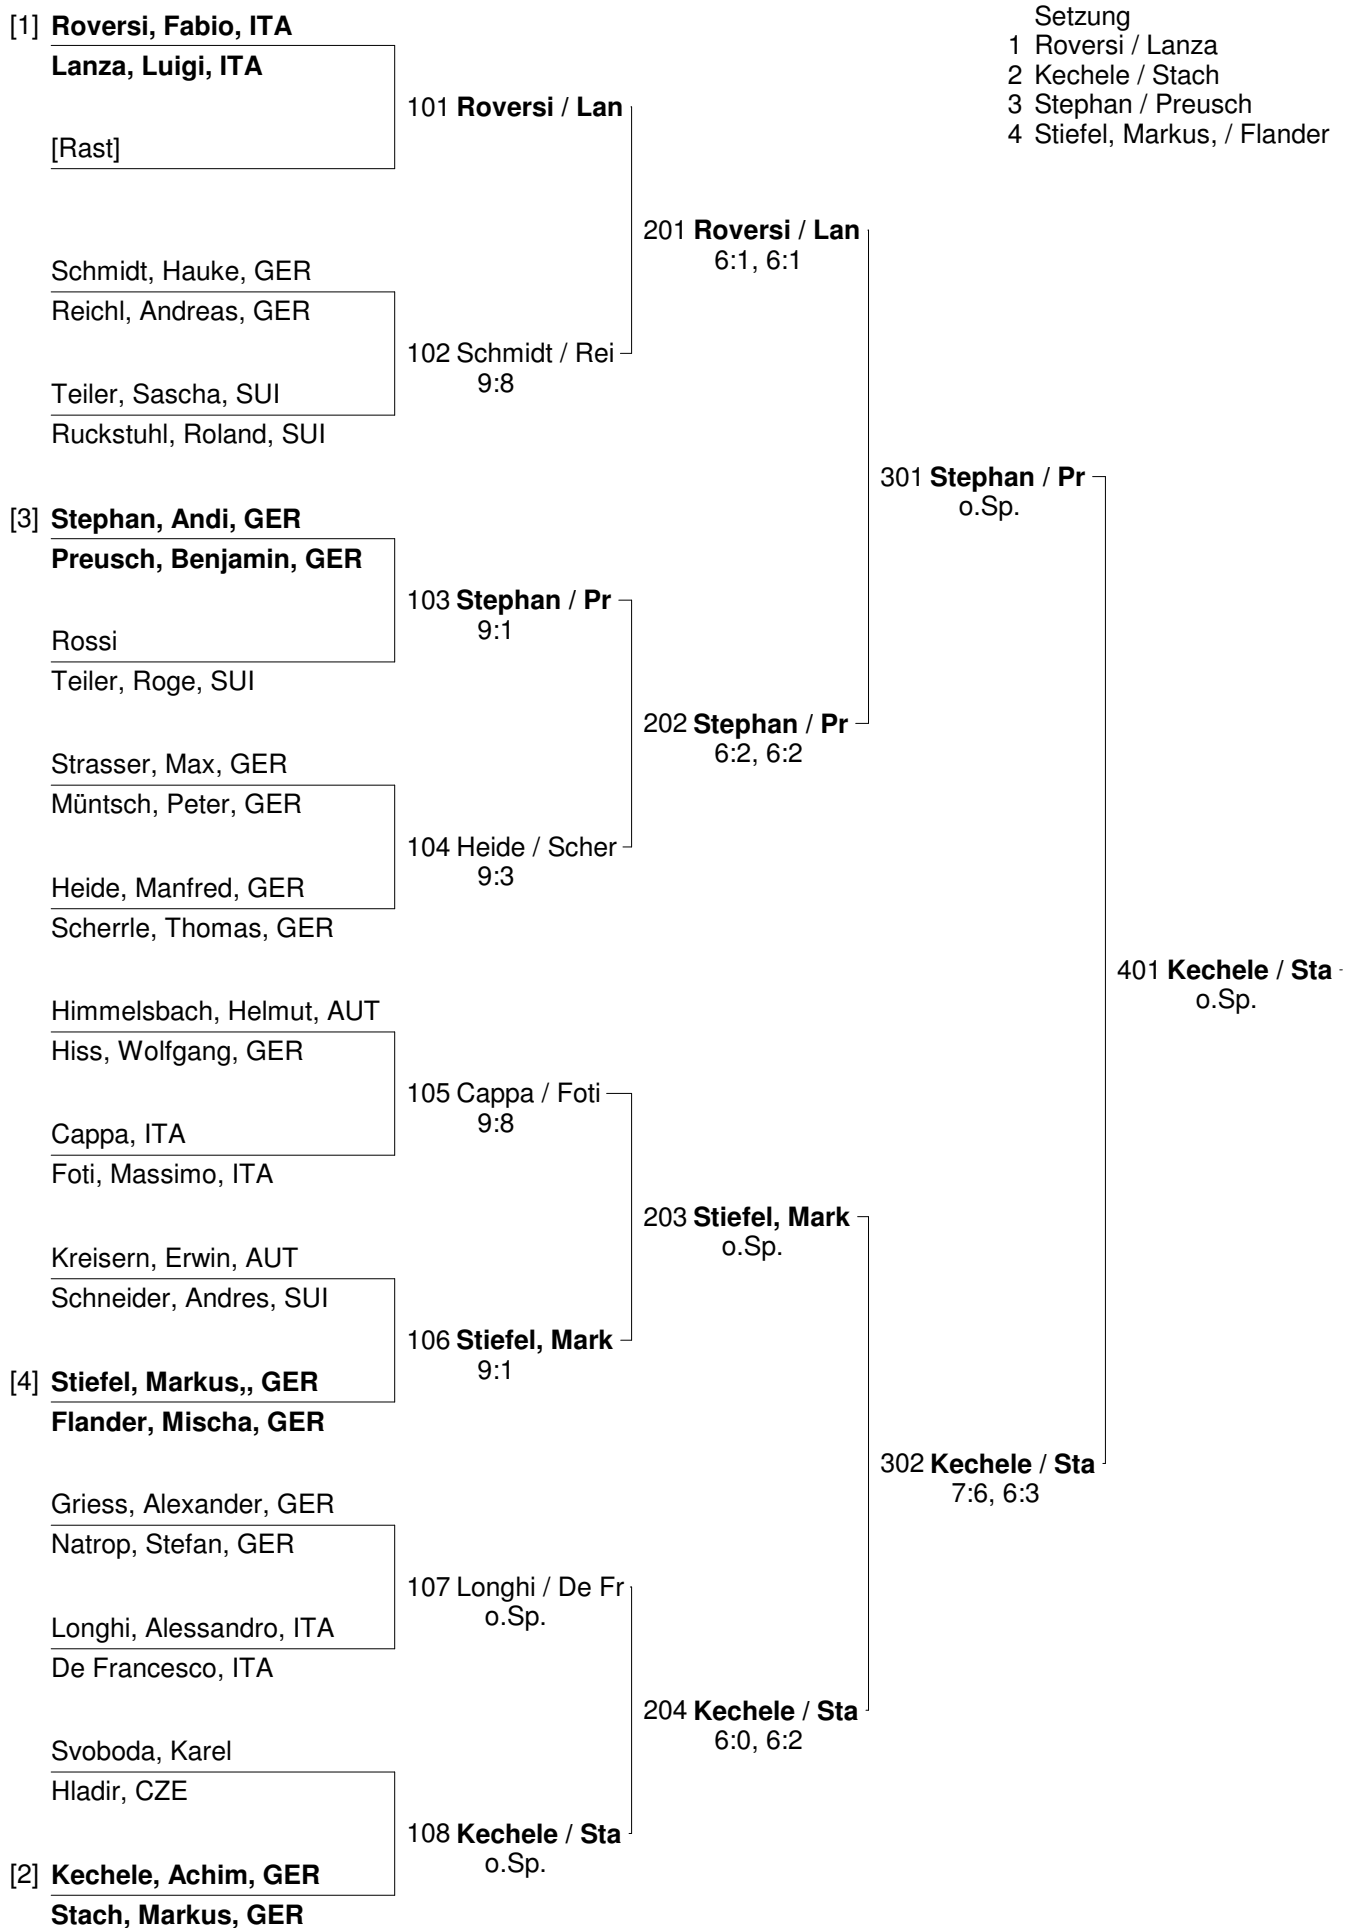 [1] Roversi, Fabio, ITA
Lanza, Luigi, ITA
[Rast]
Schmidt, Hauke, GER
Reichl, Andreas, GER
Teiler, Sascha, SUI
Ruckstuhl, Roland, SUI
[3] Stephan, Andi, GER
Preusch, Benjamin, GER
Rossi
Teiler, Roge, SUI
Strasser, Max, GER
Müntsch, Peter, GER
Heide, Manfred, GER
Scherrle, Thomas, GER
Himmelsbach, Helmut, AUT
Hiss, Wolfgang, GER
Cappa, ITA
Foti, Massimo, ITA
Kreisern, Erwin, AUT
Schneider, Andres, SUI
[4] Stiefel, Markus,, GER
Flander, Mischa, GER
Griess, Alexander, GER
Natrop, Stefan, GER
Longhi, Alessandro, ITA
De Francesco, ITA
Svoboda, Karel
Hladir, CZE
[2] Kechele, Achim, GER
Stach, Markus, GER
101 Roversi / Lan
102 Schmidt / Rei
9:8
103 Stephan / Pr
9:1
104 Heide / Scher
9:3
105 Cappa / Foti
9:8
106 Stiefel, Mark
9:1
107 Longhi / De Fr
o.Sp.
108 Kechele / Sta
o.Sp.
201 Roversi / Lan
6:1, 6:1
202 Stephan / Pr
6:2, 6:2
203 Stiefel, Mark
o.Sp.
204 Kechele / Sta
6:0, 6:2
301 Stephan / Pr
o.Sp.
302 Kechele / Sta
7:6, 6:3
401 Kechele / Sta
o.Sp.
Setzung
1 Roversi / Lanza
2 Kechele / Stach
3 Stephan / Preusch
4 Stiefel, Markus, / Flander